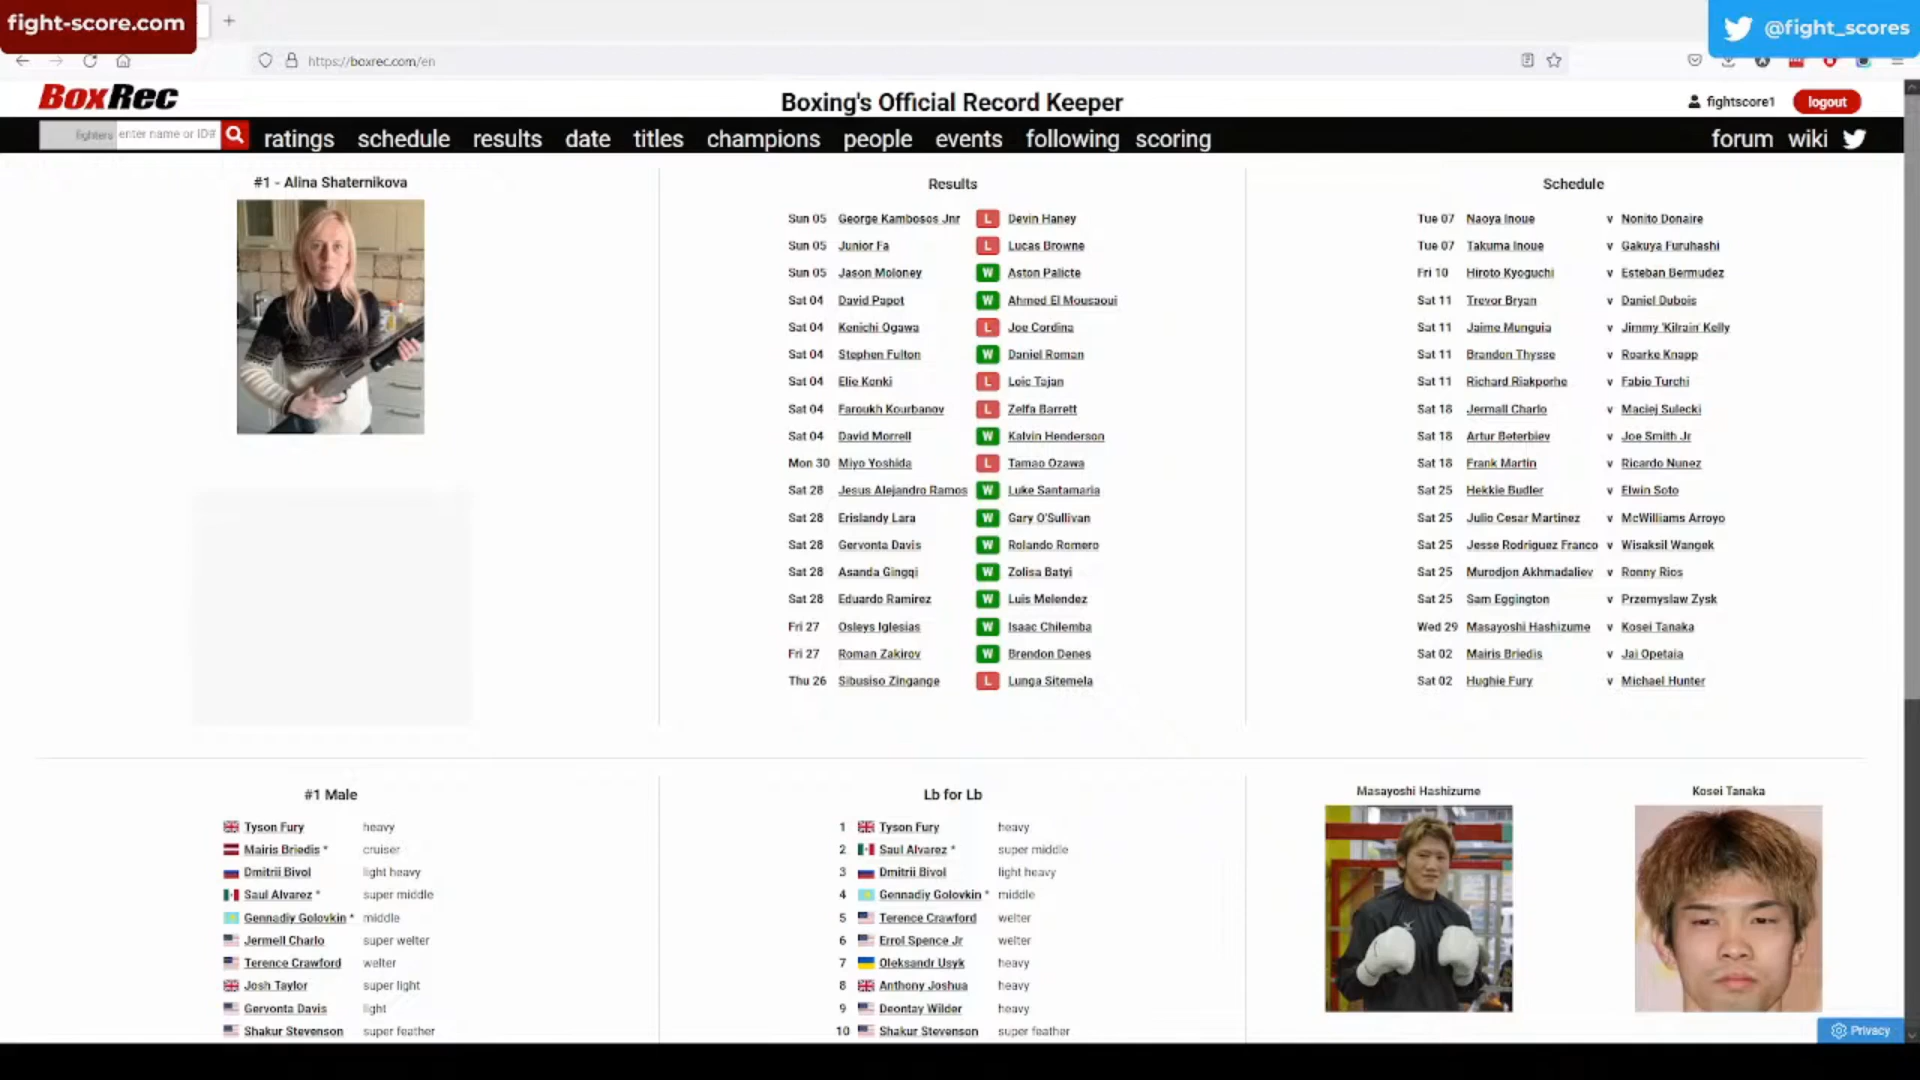 fight-score.com
@fight_scores
https://boxrec.com/en
BoxRec
Boxing's Official Record Keeper
fightscore1
logout
fighters
enter name or ID#
ratings schedule results date titles champions people events following scoring
forum wiki
#1 - Alina Shaternikova
Results
Sun 05 George Kambosos Jnr L Devin Haney
Sun 05 Junior Fa L Lucas Browne
Sun 05 Jason Moloney W Aston Palicte
Sat 04 David Papot W Ahmed El Mousaoui
Sat 04 Kenichi Ogawa L Joe Cordina
Sat 04 Stephen Fulton W Daniel Roman
Sat 04 Elie Konki L Loic Tajan
Sat 04 Faroukh Kourbanov L Zelfa Barrett
Sat 04 David Morrell W Kalvin Henderson
Mon 30 Miyo Yoshida L Tamao Ozawa
Sat 28 Jesus Alejandro Ramos W Luke Santamaria
Sat 28 Erislandy Lara W Gary O'Sullivan
Sat 28 Gervonta Davis W Rolando Romero
Sat 28 Asanda Gingqi W Zolisa Batyi
Sat 28 Eduardo Ramirez W Luis Melendez
Fri 27 Osleys Iglesias W Isaac Chilemba
Fri 27 Roman Zakirov W Brendon Denes
Thu 26 Sibusiso Zingange L Lunga Sitemela
Schedule
Tue 07 Naoya Inoue v Nonito Donaire
Tue 07 Takuma Inoue v Gakuya Furuhashi
Fri 10 Hiroto Kyoguchi v Esteban Bermudez
Sat 11 Trevor Bryan v Daniel Dubois
Sat 11 Jaime Munguia v Jimmy 'Kilrain' Kelly
Sat 11 Brandon Thysse v Roarke Knapp
Sat 11 Richard Riakporhe v Fabio Turchi
Sat 18 Jermall Charlo v Maciej Sulecki
Sat 18 Artur Beterbiev v Joe Smith Jr
Sat 18 Frank Martin v Ricardo Nunez
Sat 25 Hekkie Budler v Elwin Soto
Sat 25 Julio Cesar Martinez v McWilliams Arroyo
Sat 25 Jesse Rodriguez Franco v Wisaksil Wangek
Sat 25 Murodjon Akhmadaliev v Ronny Rios
Sat 25 Sam Eggington v Przemyslaw Zysk
Wed 29 Masayoshi Hashizume v Kosei Tanaka
Sat 02 Mairis Briedis v Jai Opetaia
Sat 02 Hughie Fury v Michael Hunter
#1 Male
Tyson Fury heavy
Mairis Briedis * cruiser
Dmitrii Bivol light heavy
Saul Alvarez * super middle
Gennadiy Golovkin * middle
Jermell Charlo super welter
Terence Crawford welter
Josh Taylor super light
Gervonta Davis light
Shakur Stevenson super feather
Lb for Lb
1 Tyson Fury heavy
2 Saul Alvarez * super middle
3 Dmitrii Bivol light heavy
4 Gennadiy Golovkin * middle
5 Terence Crawford welter
6 Errol Spence Jr welter
7 Oleksandr Usyk heavy
8 Anthony Joshua heavy
9 Deontay Wilder heavy
10 Shakur Stevenson super feather
Masayoshi Hashizume
Kosei Tanaka
Privacy